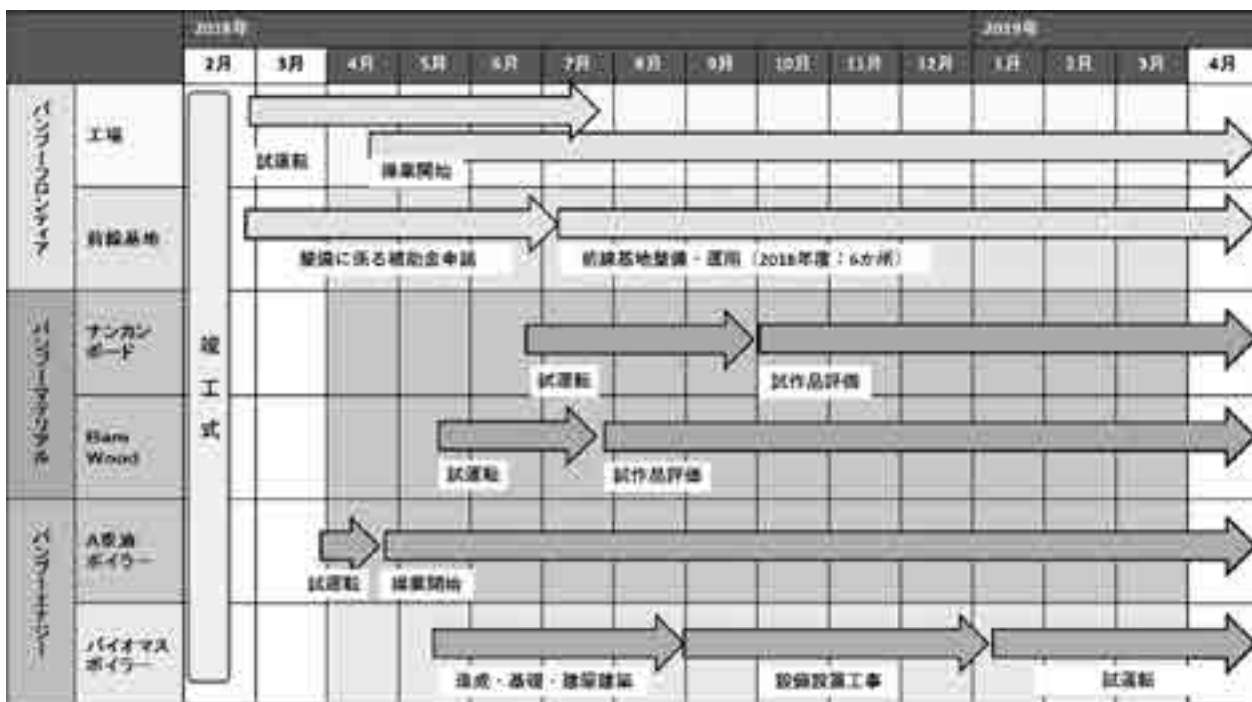 2018年
2019年
2月 3月 4月 5月 6月 7月 8月 9月 10月 11月 12月 1月 2月 3月 4月
バンブーフロンティア
工場
試運転
操業開始
前線基地
整備に係る補助金申請
前線基地整備・運用（2018年度：6か所）
竣工式
バンブーマテリアル
ナンカン
ボード
試運転
試作品評価
Bam
Wood
試運転
試作品評価
バンブーエナジー
A重油
ボイラー
試運転
操業開始
バイオマス
ボイラー
造成・基礎・建屋建築
設備設置工事
試運転